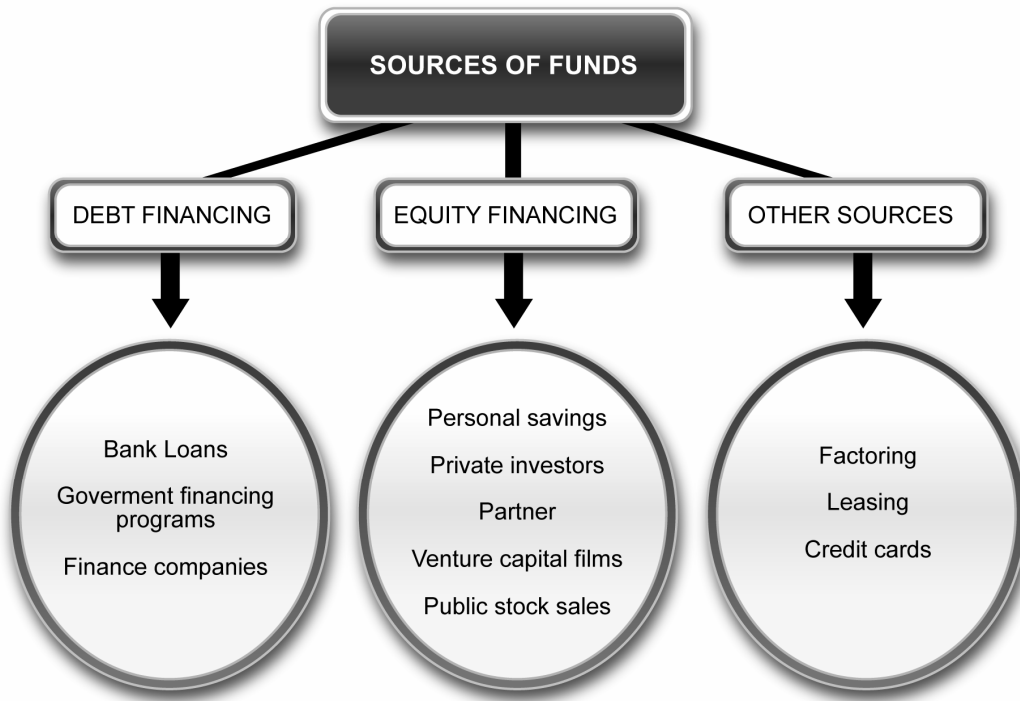 SOURCES OF FUNDS
DEBT FINANCING
EQUITY FINANCING
OTHER SOURCES
Bank Loans
Goverment financing
programs
Finance companies
Personal savings
Private investors
Partner
Venture capital films
Public stock sales
Factoring
Leasing
Credit cards